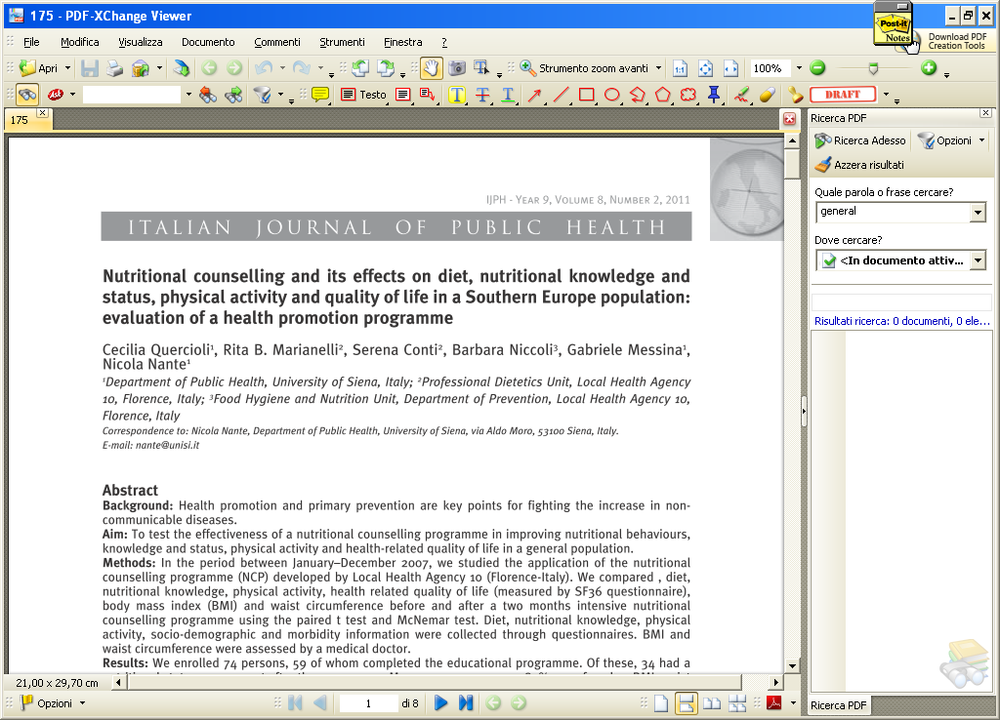 175 - PDF-XChange Viewer
Post-it
Notes
Download PDF
Creation Tools
File Modifica Visualizza Documento Commenti Strumenti Finestra ?
Apri Strumento zoom avanti 100%
Testo DRAFT
175
Ricerca PDF
Ricerca Adesso Opzioni
Azzera risultati
Quale parola o frase cercare?
general
Dove cercare?
<In documento attiv...
Risultati ricerca: 0 documenti, 0 ele...
IJPH - Year 9, Volume 8, Number 2, 2011
ITALIAN JOURNAL OF PUBLIC HEALTH
Nutritional counselling and its effects on diet, nutritional knowledge and
status, physical activity and quality of life in a Southern Europe population:
evaluation of a health promotion programme
Cecilia Quercioli¹, Rita B. Marianelli², Serena Conti², Barbara Niccoli³, Gabriele Messina¹,
Nicola Nante¹
¹Department of Public Health, University of Siena, Italy; ²Professional Dietetics Unit, Local Health Agency
10, Florence, Italy; ³Food Hygiene and Nutrition Unit, Department of Prevention, Local Health Agency 10,
Florence, Italy
Correspondence to: Nicola Nante, Department of Public Health, University of Siena, via Aldo Moro, 53100 Siena, Italy.
E-mail: nante@unisi.it
Abstract
Background: Health promotion and primary prevention are key points for fighting the increase in non-
communicable diseases.
Aim: To test the effectiveness of a nutritional counselling programme in improving nutritional behaviours,
knowledge and status, physical activity and health-related quality of life in a general population.
Methods: In the period between January–December 2007, we studied the application of the nutritional
counselling programme (NCP) developed by Local Health Agency 10 (Florence-Italy). We compared , diet,
nutritional knowledge, physical activity, health related quality of life (measured by SF36 questionnaire),
body mass index (BMI) and waist circumference before and after a two months intensive nutritional
counselling programme using the paired t test and McNemar test. Diet, nutritional knowledge, physical
activity, socio-demographic and morbidity information were collected through questionnaires. BMI and
waist circumference were assessed by a medical doctor.
Results: We enrolled 74 persons, 59 of whom completed the educational programme. Of these, 34 had a
21,00 x 29,70 cm
Opzioni 1 di 8
Ricerca PDF